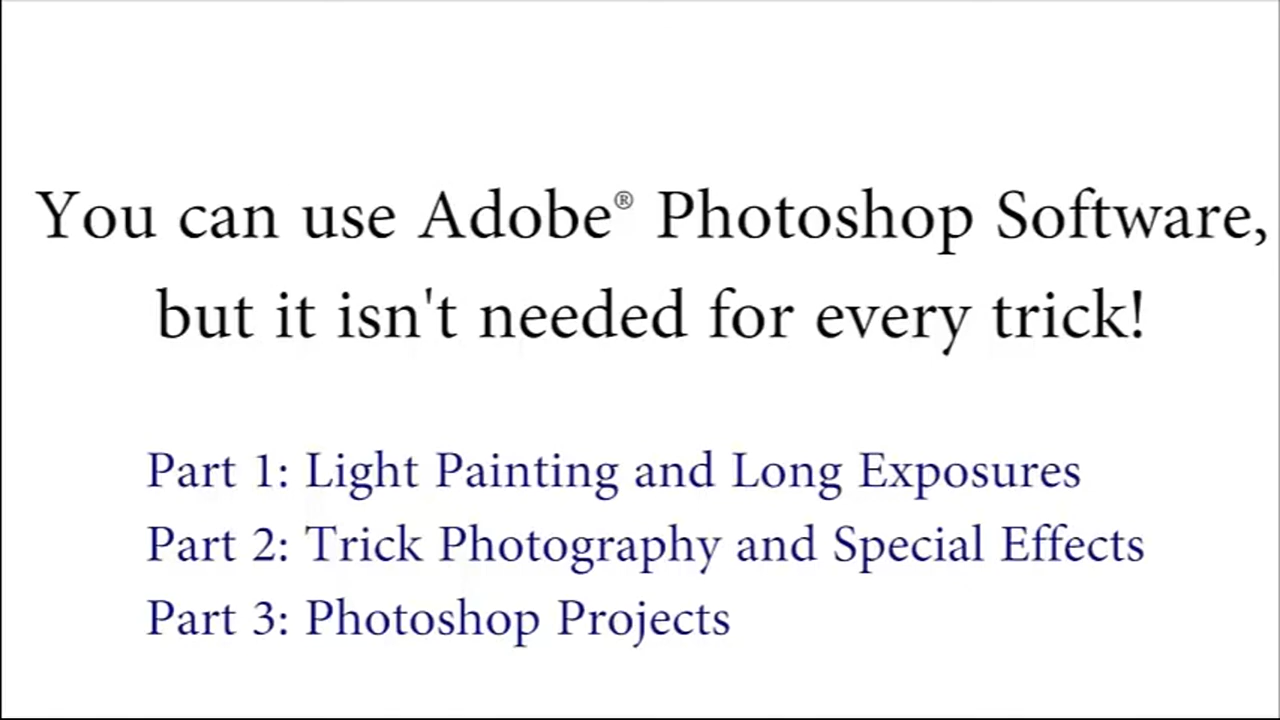 You can use Adobe® Photoshop Software,
but it isn't needed for every trick!
Part 1: Light Painting and Long Exposures
Part 2: Trick Photography and Special Effects
Part 3: Photoshop Projects